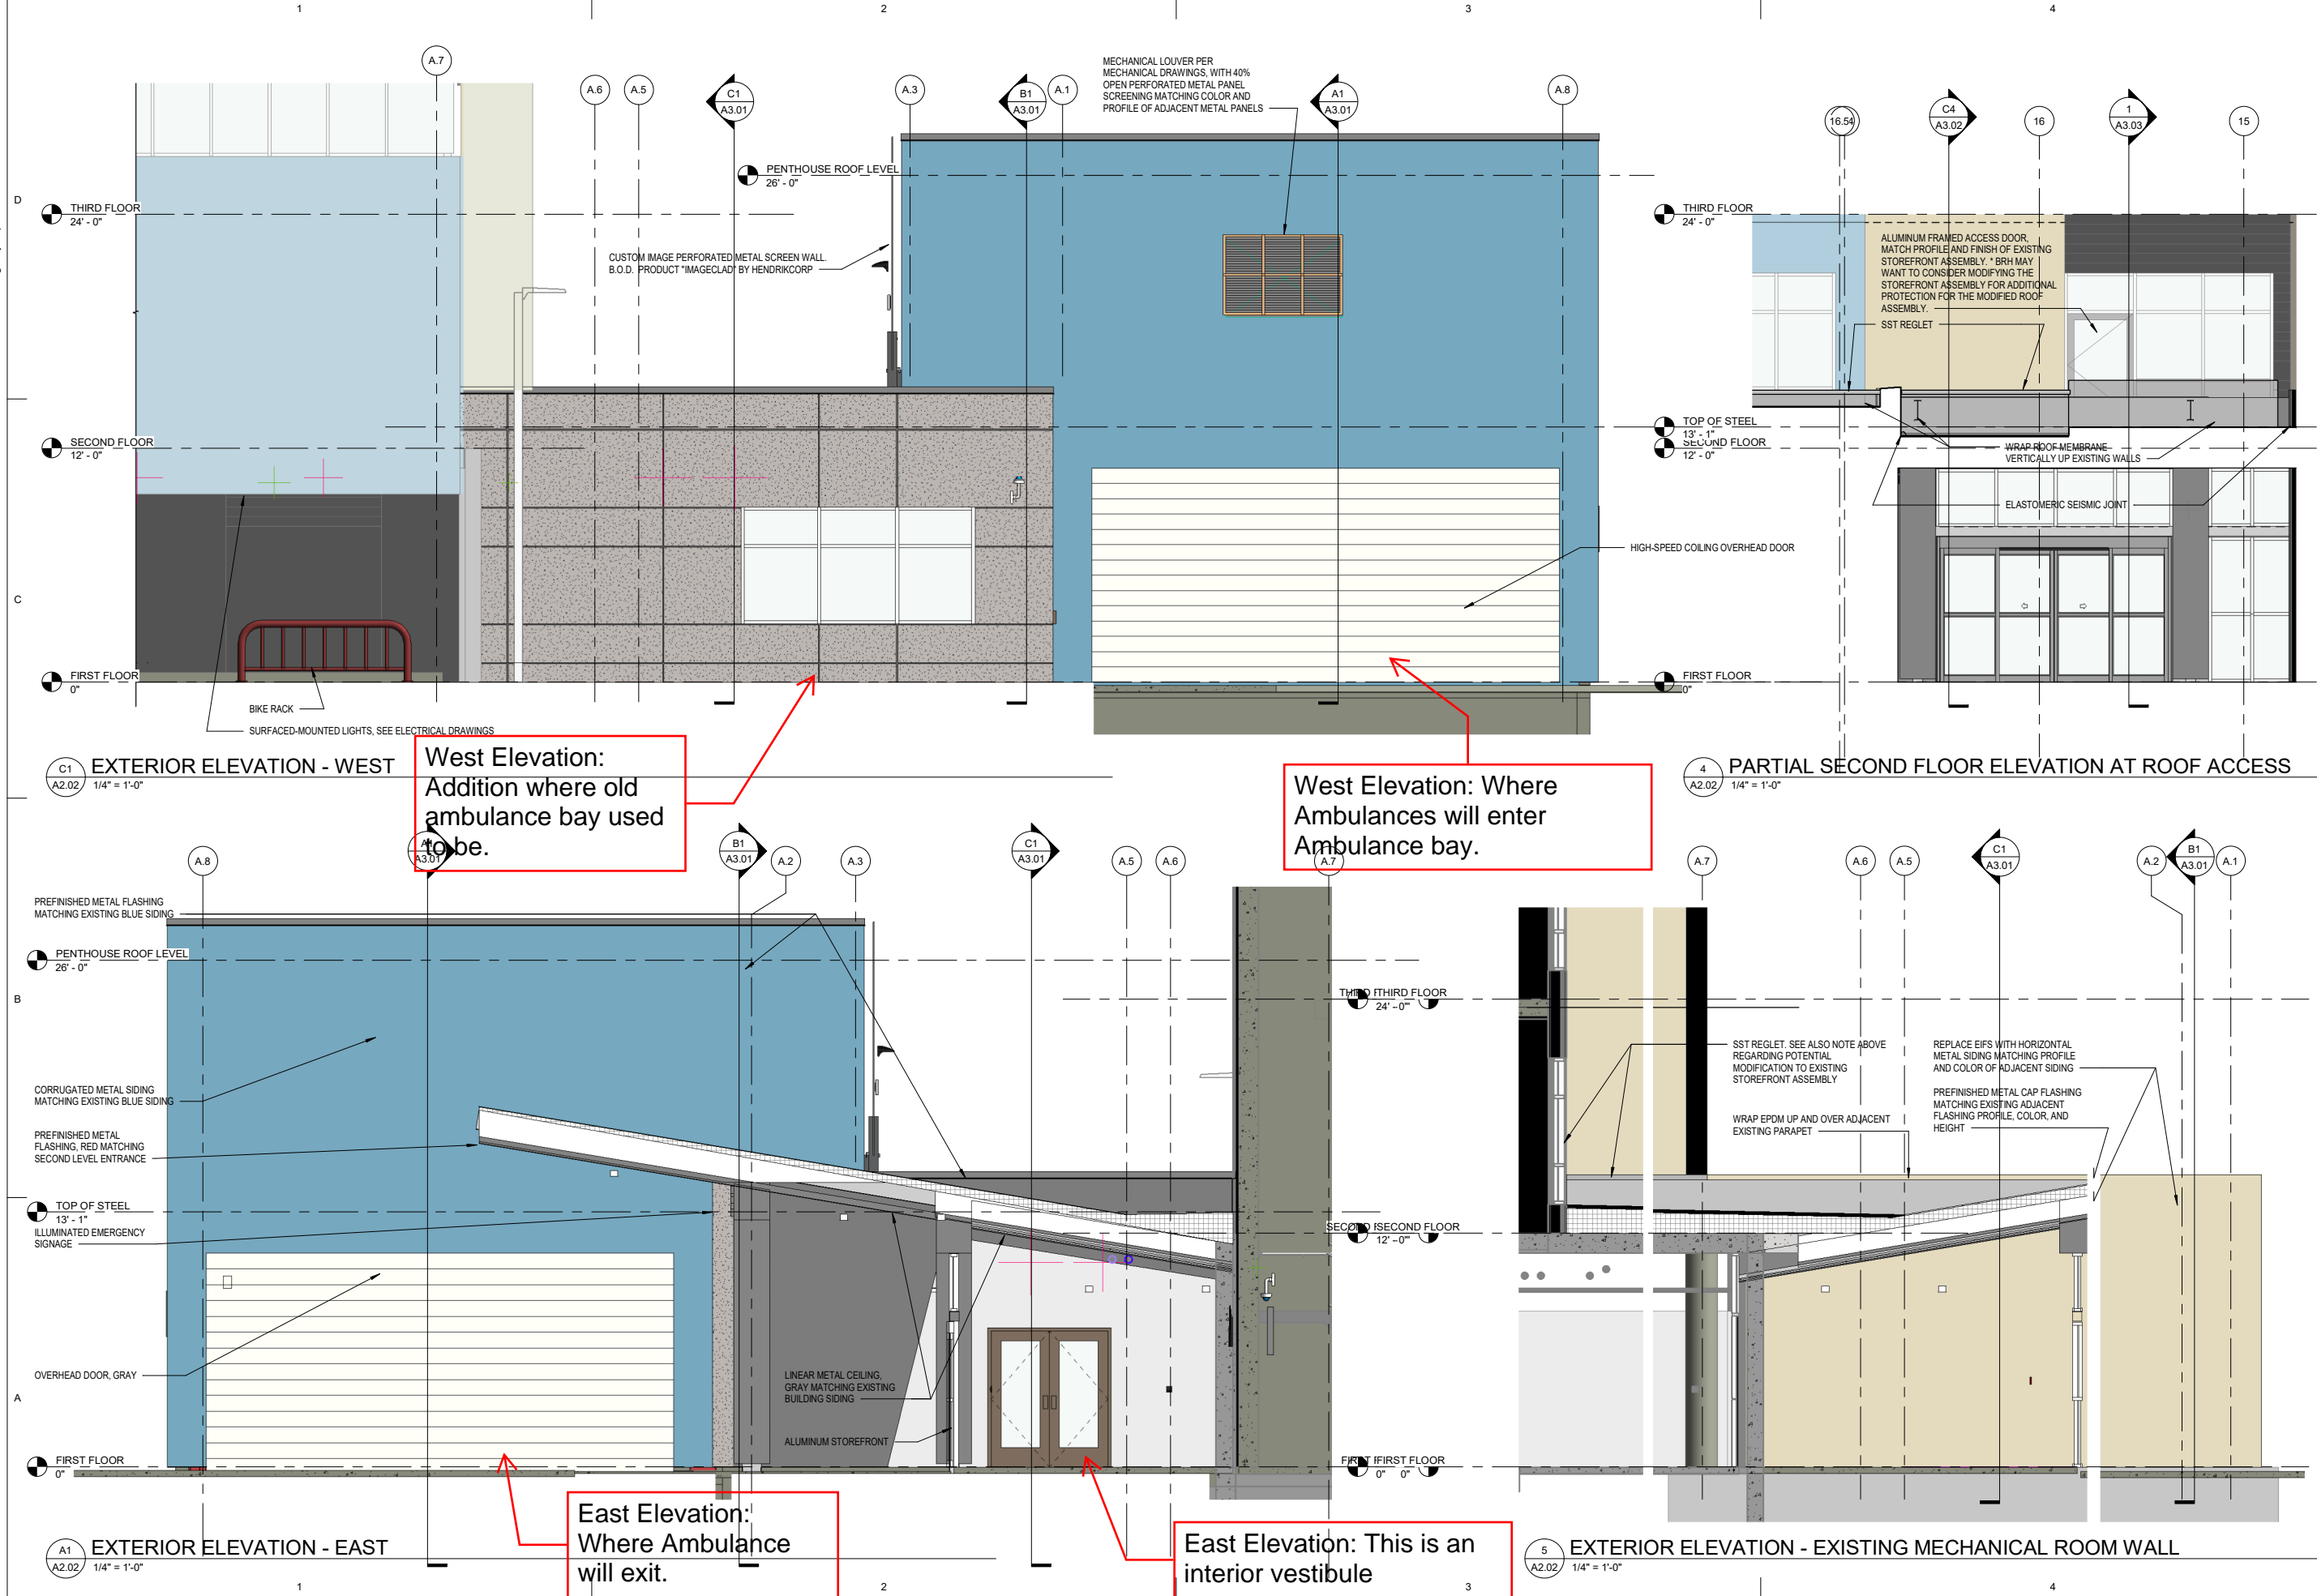 1
2
3
4
A.7
A.6
A.5
C1
A3.01
A.3
B1
A3.01
A.1
MECHANICAL LOUVER PER
MECHANICAL DRAWINGS, WITH 40%
OPEN PERFORATED METAL PANEL
SCREENING MATCHING COLOR AND
PROFILE OF ADJACENT METAL PANELS
A1
A3.01
A.8
16.5
C4
A3.02
16
1
A3.03
15
D
PENTHOUSE ROOF LEVEL
26' - 0"
THIRD FLOOR
24' - 0"
CUSTOM IMAGE PERFORATED METAL SCREEN WALL.
B.O.D. PRODUCT "IMAGECLAD" BY HENDRIKCORP
THIRD FLOOR
24' - 0"
ALUMINUM FRAMED ACCESS DOOR,
MATCH PROFILE AND FINISH OF EXISTING
STOREFRONT ASSEMBLY. * BRH MAY
WANT TO CONSIDER MODIFYING THE
STOREFRONT ASSEMBLY FOR ADDITIONAL
PROTECTION FOR THE MODIFIED ROOF
ASSEMBLY.
SST REGLET
SECOND FLOOR
12' - 0"
TOP OF STEEL
13' - 1"
SECOND FLOOR
12' - 0"
WRAP ROOF MEMBRANE
VERTICALLY UP EXISTING WALLS
ELASTOMERIC SEISMIC JOINT
HIGH-SPEED COILING OVERHEAD DOOR
C
FIRST FLOOR
0"
FIRST FLOOR
0"
BIKE RACK
SURFACED-MOUNTED LIGHTS, SEE ELECTRICAL DRAWINGS
C1
A2.02
EXTERIOR ELEVATION - WEST
1/4" = 1'-0"
West Elevation:
Addition where old
ambulance bay used
to be.
West Elevation: Where
Ambulances will enter
Ambulance bay.
4
A2.02
PARTIAL SECOND FLOOR ELEVATION AT ROOF ACCESS
1/4" = 1'-0"
A.8
A1
A3.01
B1
A3.01
A.2
A.3
C1
A3.01
A.5
A.6
A.7
A.7
A.6
A.5
C1
A3.01
A.2
B1
A3.01
A.1
PREFINISHED METAL FLASHING
MATCHING EXISTING BLUE SIDING
PENTHOUSE ROOF LEVEL
26' - 0"
B
THIRD FLOOR
24' - 0"
CORRUGATED METAL SIDING
MATCHING EXISTING BLUE SIDING
PREFINISHED METAL
FLASHING, RED MATCHING
SECOND LEVEL ENTRANCE
SST REGLET. SEE ALSO NOTE ABOVE
REGARDING POTENTIAL
MODIFICATION TO EXISTING
STOREFRONT ASSEMBLY
WRAP EPDM UP AND OVER ADJACENT
EXISTING PARAPET
REPLACE EIFS WITH HORIZONTAL
METAL SIDING MATCHING PROFILE
AND COLOR OF ADJACENT SIDING
PREFINISHED METAL CAP FLASHING
MATCHING EXISTING ADJACENT
FLASHING PROFILE, COLOR, AND
HEIGHT
TOP OF STEEL
13' - 1"
ILLUMINATED EMERGENCY
SIGNAGE
SECOND FLOOR
12' - 0"
OVERHEAD DOOR, GRAY
LINEAR METAL CEILING,
GRAY MATCHING EXISTING
BUILDING SIDING
ALUMINUM STOREFRONT
A
FIRST FLOOR
0"
FIRST FLOOR
0" 0"
A1
A2.02
EXTERIOR ELEVATION - EAST
1/4" = 1'-0"
East Elevation:
Where Ambulance
will exit.
East Elevation: This is an
interior vestibule
5
A2.02
EXTERIOR ELEVATION - EXISTING MECHANICAL ROOM WALL
1/4" = 1'-0"
1
2
3
4